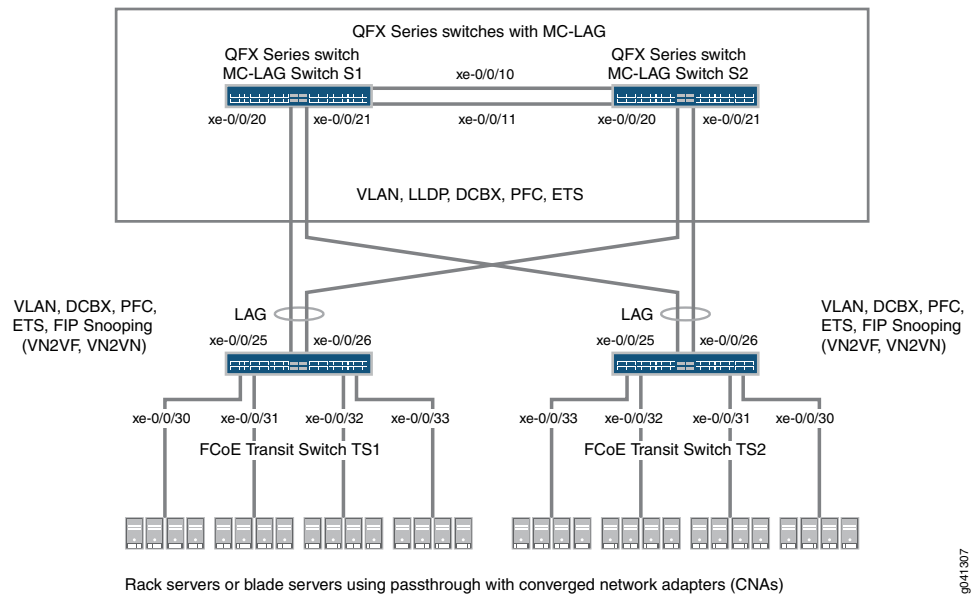 QFX Series switches with MC-LAG
QFX Series switch
MC-LAG Switch S1
QFX Series switch
MC-LAG Switch S2
xe-0/0/10
xe-0/0/20
xe-0/0/21
xe-0/0/11
xe-0/0/20
xe-0/0/21
VLAN, LLDP, DCBX, PFC, ETS
VLAN, DCBX, PFC,
ETS, FIP Snooping
(VN2VF, VN2VN)
LAG
LAG
VLAN, DCBX, PFC,
ETS, FIP Snooping
(VN2VF, VN2VN)
xe-0/0/25
xe-0/0/26
xe-0/0/25
xe-0/0/26
xe-0/0/30
xe-0/0/31
xe-0/0/32
xe-0/0/33
xe-0/0/33
xe-0/0/32
xe-0/0/31
xe-0/0/30
FCoE Transit Switch TS1
FCoE Transit Switch TS2
Rack servers or blade servers using passthrough with converged network adapters (CNAs)
g041307